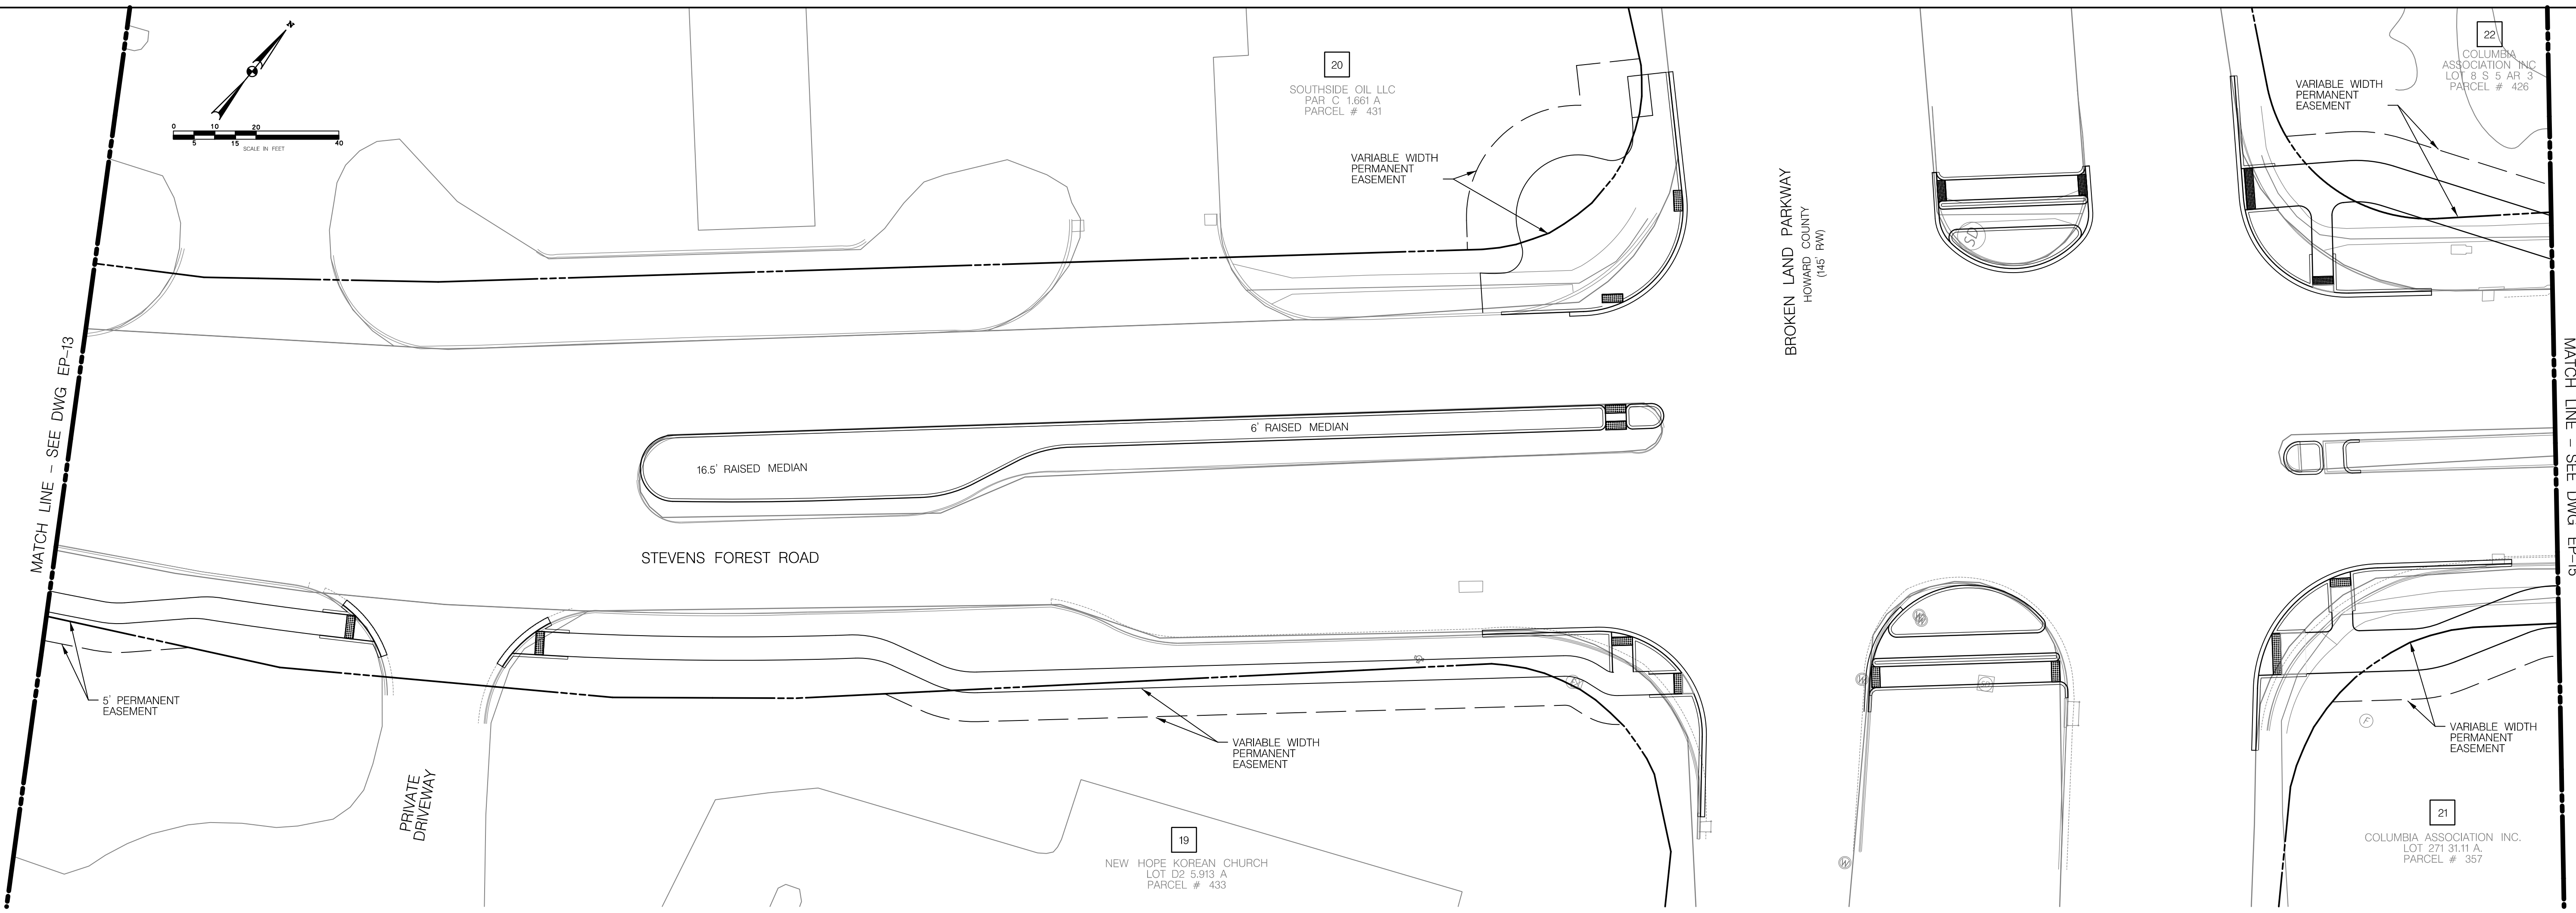 N
0 10 20
5 15 40
SCALE IN FEET
MATCH LINE - SEE DWG EP-13
20
SOUTHSIDE OIL LLC
PAR C 1.661 A
PARCEL # 431
VARIABLE WIDTH
PERMANENT
EASEMENT
BROKEN LAND PARKWAY
HOWARD COUNTY
(145' R/W)
SD
22
COLUMBIA
ASSOCIATION INC
LOT 8 S 5 AR 3
PARCEL # 426
VARIABLE WIDTH
PERMANENT
EASEMENT
MATCH LINE - SEE DWG EP-15
6' RAISED MEDIAN
16.5' RAISED MEDIAN
STEVENS FOREST ROAD
5' PERMANENT
EASEMENT
PRIVATE
DRIVEWAY
VARIABLE WIDTH
PERMANENT
EASEMENT
19
NEW HOPE KOREAN CHURCH
LOT D2 5.913 A
PARCEL # 433
W
W
W
F
VARIABLE WIDTH
PERMANENT
EASEMENT
21
COLUMBIA ASSOCIATION INC.
LOT 271 31.11 A.
PARCEL # 357